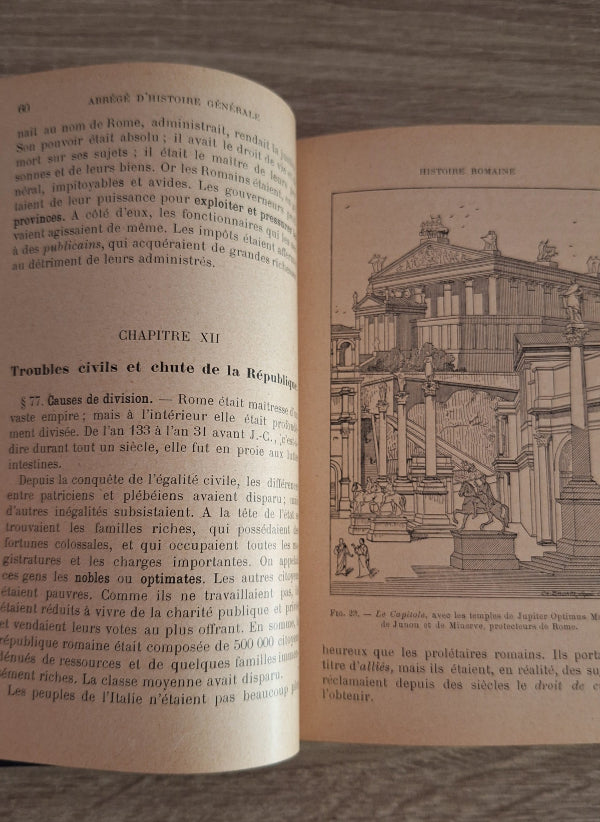 60
ABRÉGÉ D'HISTOIRE GÉNÉRALE
nait au nom de Rome, administrait, rendait la
Son pouvoir était absolu ; il avait le droit de vie et
mort sur ses sujets ; il était le maître de leurs
sonnes et de leurs biens. Or les Romains étaient, en
néral, impitoyables et avides. Les gouverneurs,
taient de leur puissance pour exploiter et pressurer
provinces. A côté d'eux, les fonctionnaires qui les
vaient agissaient de même. Les impôts étaient
à des publicains, qui acquéraient de grandes
au détriment de leurs administrés.
CHAPITRE XII
Troubles civils et chute de la République
§ 77. Causes de division. — Rome était maîtresse d'un
vaste empire ; mais à l'intérieur elle était
ment divisée. De l'an 133 à l'an 31 avant J.-C.,
dire durant tout un siècle, elle fut en proie aux
intestines.
Depuis la conquête de l'égalité civile, les
entre patriciens et plébéiens avaient disparu ;
d'autres inégalités subsistaient. A la tête de l'état
trouvaient les familles riches, qui possédaient
fortunes colossales, et qui occupaient toutes les ma
gistratures et les charges importantes. On
ces gens les nobles ou optimates. Les autres
étaient pauvres. Comme ils ne travaillaient pas,
étaient réduits à vivre de la charité publique et
et vendaient leurs votes au plus offrant. En somme,
république romaine était composée de 500 000
dénués de ressources et de quelques familles
sément riches. La classe moyenne avait disparu.
Les peuples de l'Italie n'étaient pas beaucoup
HISTOIRE ROMAINE
FIG. 29. — Le Capitole, avec les temples de Jupiter Optimus
de Junon et de Minerve, protecteurs de Rome.
heureux que les prolétaires romains. Ils
titre d'alliés, mais ils étaient, en réalité, des
réclamaient depuis des siècles le droit de
l'obtenir.